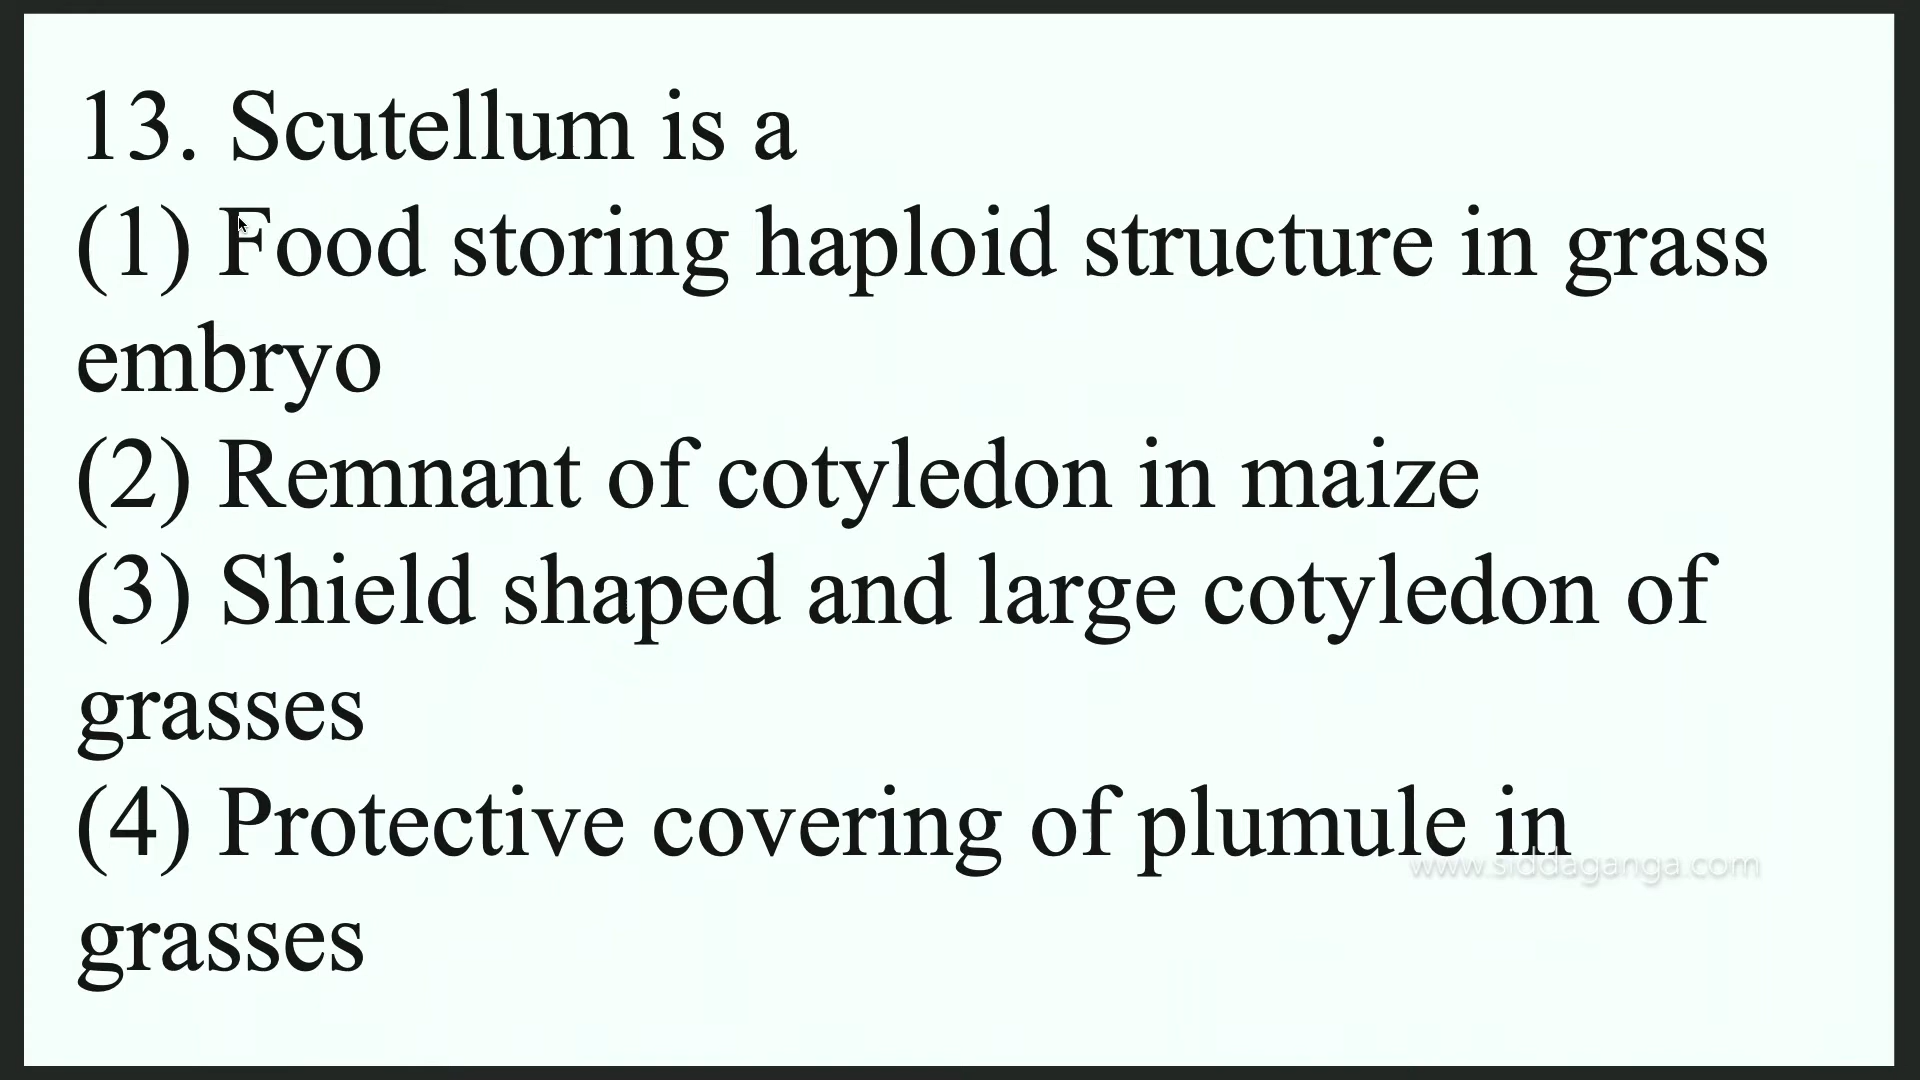 13. Scutellum is a
(1) Food storing haploid structure in grass
embryo
(2) Remnant of cotyledon in maize
(3) Shield shaped and large cotyledon of
grasses
(4) Protective covering of plumule in
www.siddaganga.com
grasses